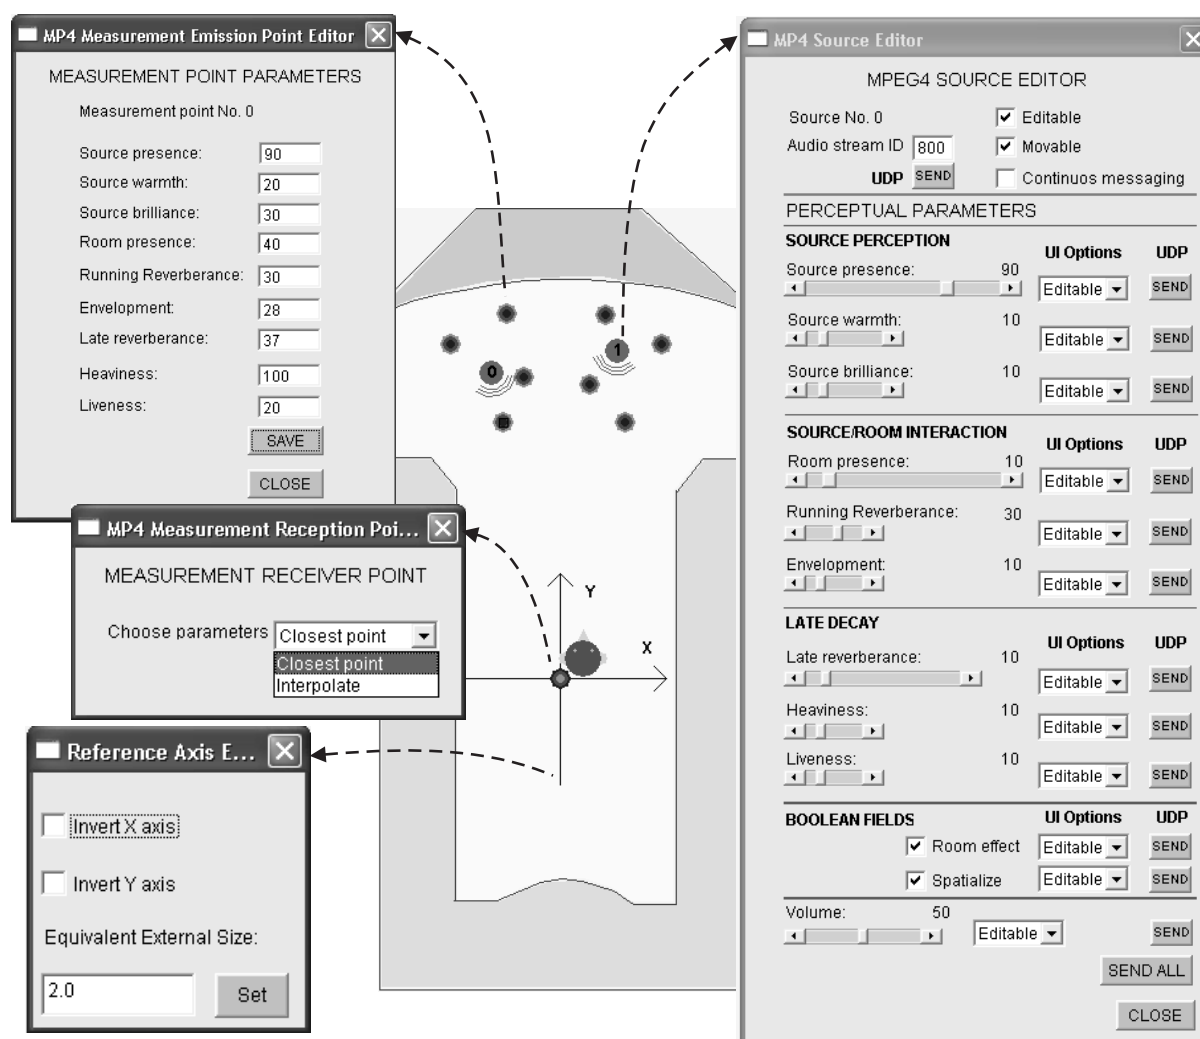 MP4 Measurement Emission Point Editor
MEASUREMENT POINT PARAMETERS
Measurement point No. 0
Source presence: 90
Source warmth: 20
Source brilliance: 30
Room presence: 40
Running Reverberance: 30
Envelopment: 28
Late reverberance: 37
Heaviness: 100
Liveness: 20
SAVE
CLOSE
MP4 Measurement Reception Poi...
MEASUREMENT RECEIVER POINT
Choose parameters Closest point
Closest point
Interpolate
Reference Axis E...
Invert X axis
Invert Y axis
Equivalent External Size:
2.0 Set
0
1
Y
X
MP4 Source Editor
MPEG4 SOURCE EDITOR
Source No. 0 Editable
Audio stream ID 800 Movable
UDP SEND Continuos messaging
PERCEPTUAL PARAMETERS
SOURCE PERCEPTION UI Options UDP
Source presence: 90 Editable SEND
Source warmth: 10 Editable SEND
Source brilliance: 10 Editable SEND
SOURCE/ROOM INTERACTION UI Options UDP
Room presence: 10 Editable SEND
Running Reverberance: 30 Editable SEND
Envelopment: 10 Editable SEND
LATE DECAY UI Options UDP
Late reverberance: 10 Editable SEND
Heaviness: 10 Editable SEND
Liveness: 10 Editable SEND
BOOLEAN FIELDS UI Options UDP
Room effect Editable SEND
Spatialize Editable SEND
Volume: 50 Editable SEND
SEND ALL
CLOSE